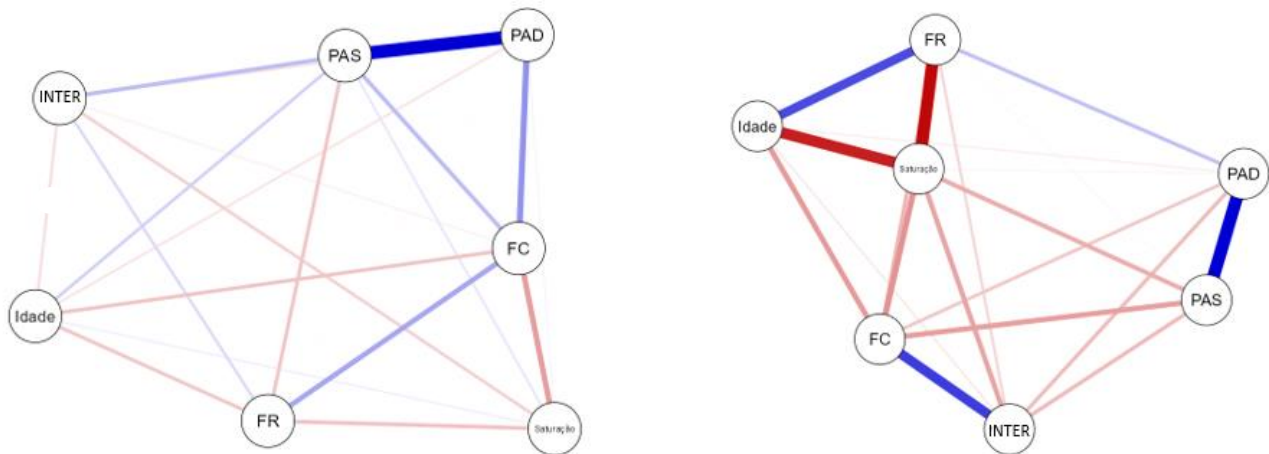 PAD
PAS
INTER
FC
Idade
FR
Saturação
FR
Idade
Saturação
PAD
PAS
FC
INTER